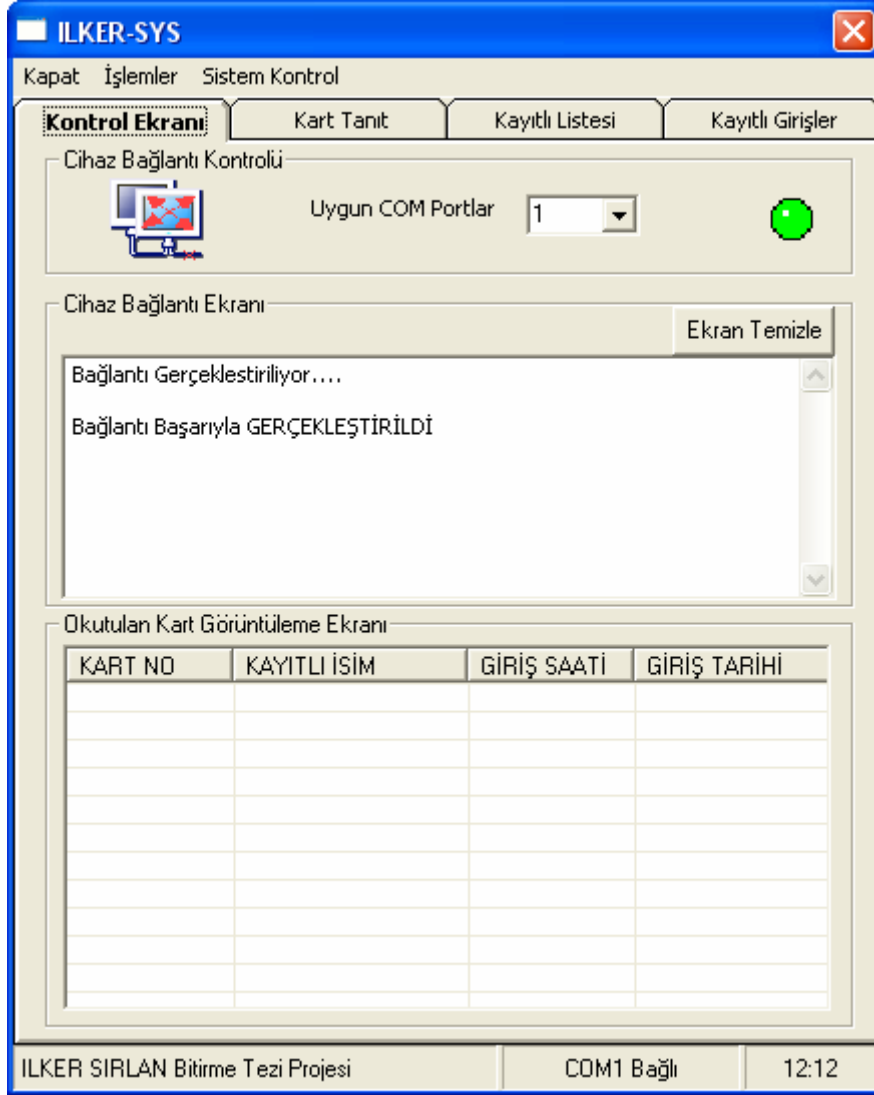 ILKER-SYS
Kapat İşlemler Sistem Kontrol
Kontrol Ekranı Kart Tanıt Kayıtlı Listesi Kayıtlı Girişler
Cihaz Bağlantı Kontrolü
Uygun COM Portlar 1
Cihaz Bağlantı Ekranı
Ekran Temizle
Bağlantı Gerçeklestiriliyor....
Bağlantı Başarıyla GERÇEKLEŞTİRİLDİ
Okutulan Kart Görüntüleme Ekranı
KART NO KAYITLI İSİM GİRİŞ SAATİ GİRİŞ TARİHİ
ILKER SIRLAN Bitirme Tezi Projesi COM1 Bağlı 12:12